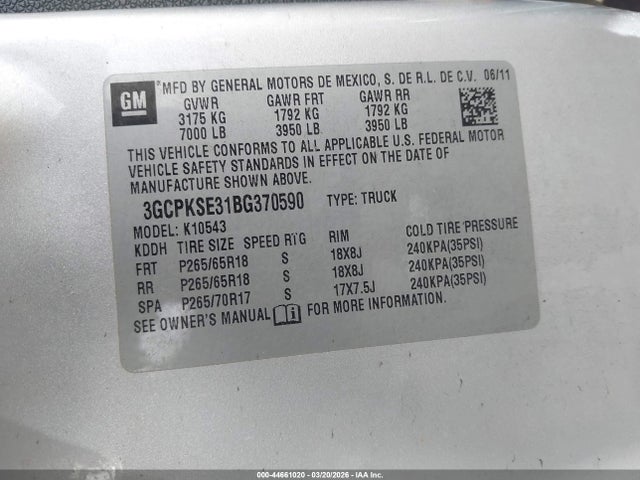 GM
®MFD BY GENERAL MOTORS DE MEXICO, S. DE R.L. DE C.V. 06/11
GVWR GAWR FRT GAWR RR
3175 KG 1792 KG 1792 KG
7000 LB 3950 LB 3950 LB
THIS VEHICLE CONFORMS TO ALL APPLICABLE U.S. FEDERAL MOTOR
VEHICLE SAFETY STANDARDS IN EFFECT ON THE DATE OF
MANUFACTURE SHOWN ABOVE.
3GCPKSE31BG370590 TYPE: TRUCK
MODEL: K10543
KDDH TIRE SIZE SPEED RTG RIM COLD TIRE PRESSURE
FRT P265/65R18 S 18X8J 240KPA(35PSI)
RR P265/65R18 S 18X8J 240KPA(35PSI)
SPA P265/70R17 S 17X7.5J 240KPA(35PSI)
SEE OWNER'S MANUAL FOR MORE INFORMATION.
000-44661020 - 03/20/2026 - IAA Inc.